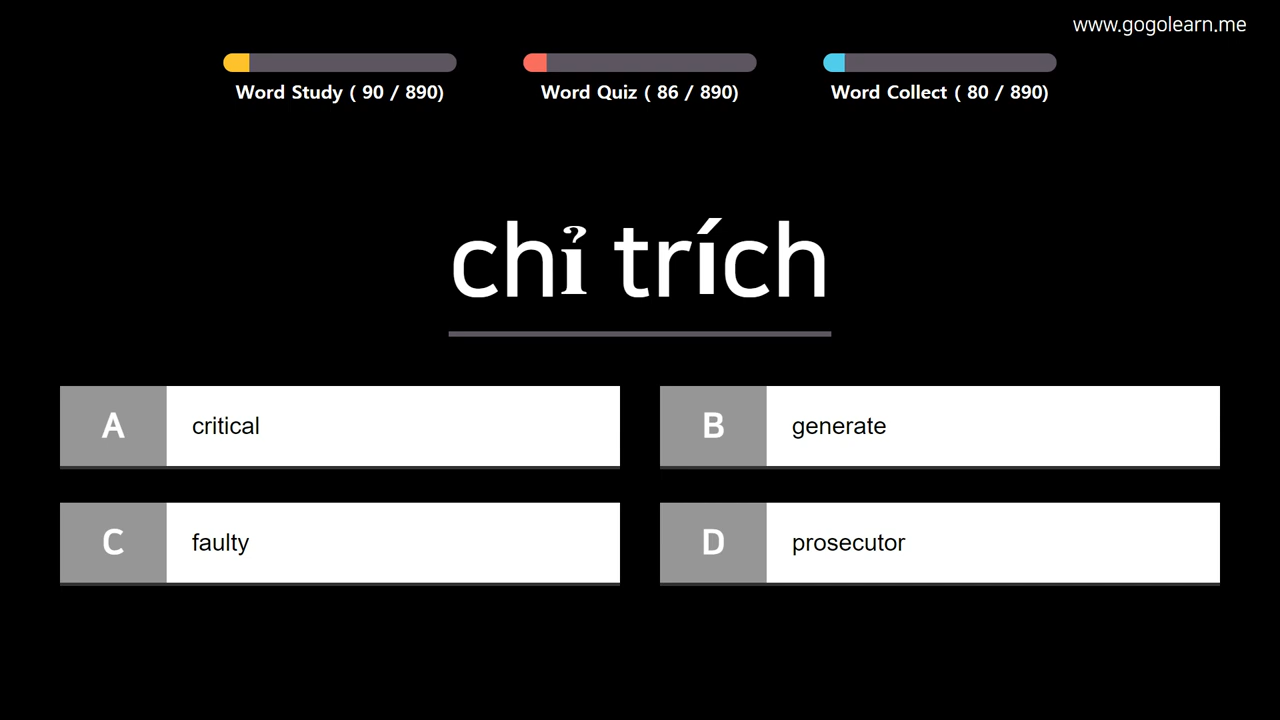 www.gogolearn.me
Word Study ( 90 / 890)
Word Quiz ( 86 / 890)
Word Collect ( 80 / 890)
chỉ trích
A critical
B generate
C faulty
D prosecutor